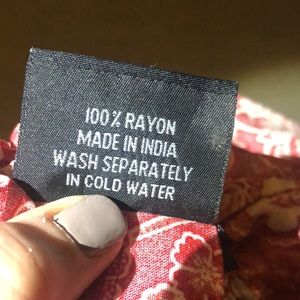 100% RAYON
MADE IN INDIA
WASH SEPARATELY
IN COLD WATER